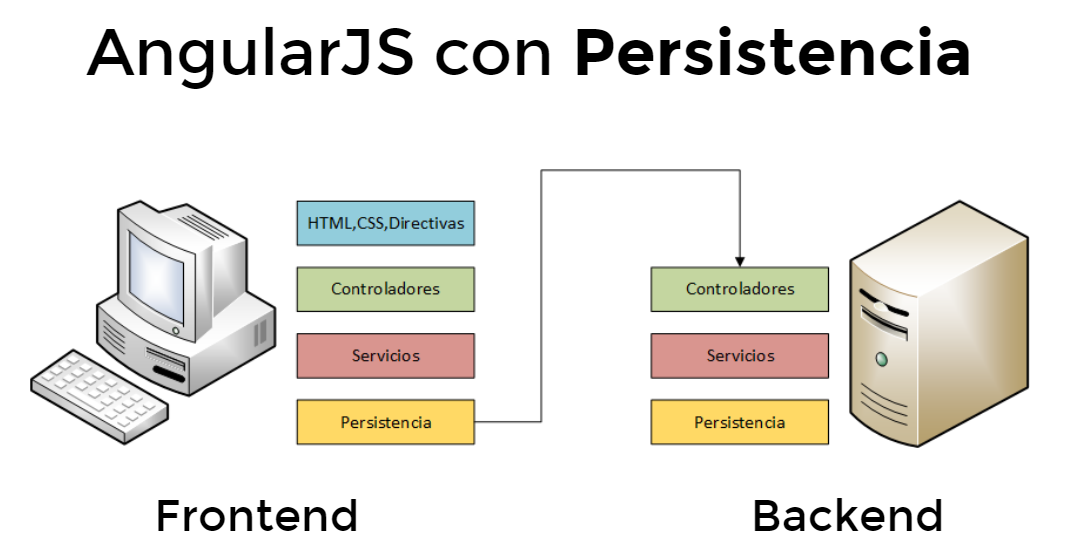 AngularJS con Persistencia
HTML,CSS,Directivas
Controladores
Servicios
Persistencia
Controladores
Servicios
Persistencia
Frontend
Backend